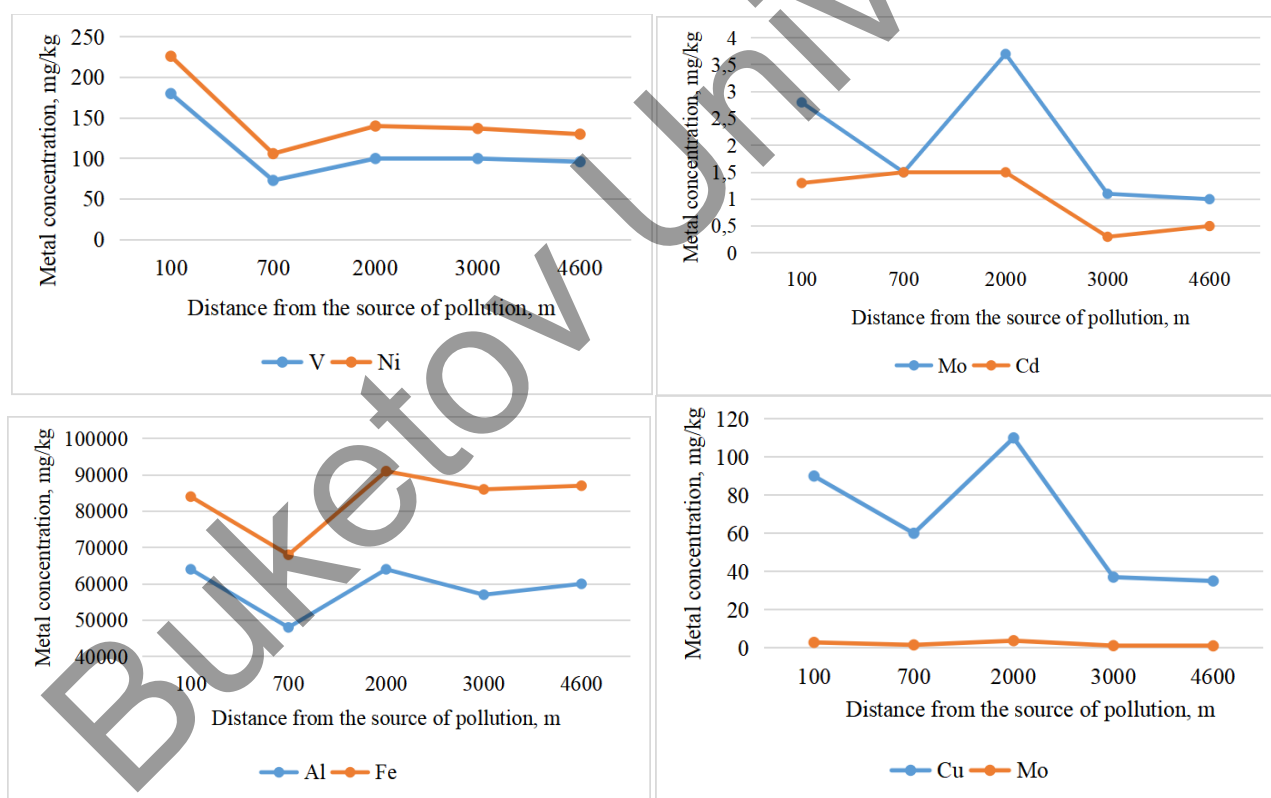 Metal concentration, mg/kg
250
200
150
100
50
0
100 700 2000 3000 4600
Distance from the source of pollution, m
V Ni
Metal concentration, mg/kg
4
3,5
3
2,5
2
1,5
1
0,5
0
100 700 2000 3000 4600
Distance from the source of pollution, m
Mo Cd
Metal concentration, mg/kg
100000
90000
80000
70000
60000
50000
40000
100 700 2000 3000 4600
Distance from the source of pollution, m
Al Fe
Metal concentration, mg/kg
120
100
80
60
40
20
0
100 700 2000 3000 4600
Distance from the source of pollution, m
Cu Mo
Buketov Univ